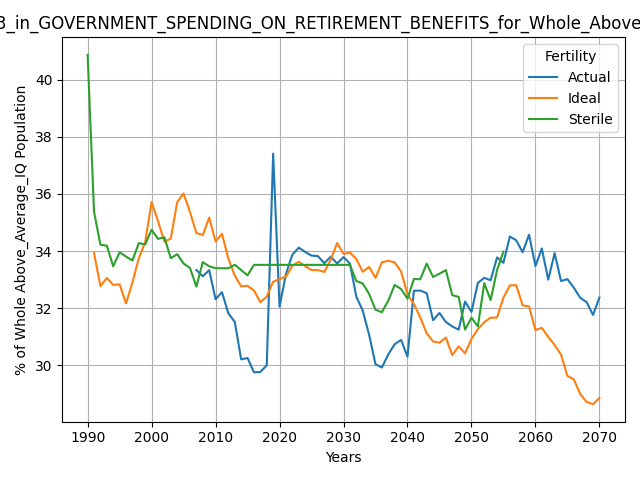 3_in_GOVERNMENT_SPENDING_ON_RETIREMENT_BENEFITS_for_Whole_Above
Fertility
Actual
Ideal
Sterile
% of Whole Above_Average_IQ Population
40
38
36
34
32
30
1990 2000 2010 2020 2030 2040 2050 2060 2070
Years